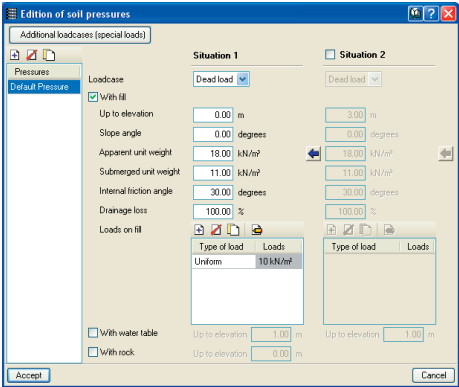 Edition of soil pressures
Additional loadcases (special loads)
Situation 1
Situation 2
Pressures
Default Pressure
Loadcase
Dead load
Dead load
With fill
Up to elevation
0.00 m
3.00 m
Slope angle
0.00 degrees
0.00 degrees
Apparent unit weight
18.00 kN/m³
18.00 kN/m³
Submerged unit weight
11.00 kN/m³
11.00 kN/m³
Internal friction angle
30.00 degrees
30.00 degrees
Drainage loss
100.00 %
100.00 %
Loads on fill
Type of load Loads
Type of load Loads
Uniform 10 kN/m²
With water table
Up to elevation 1.00 m
Up to elevation 1.00 m
With rock
Up to elevation 0.00 m
Accept
Cancel